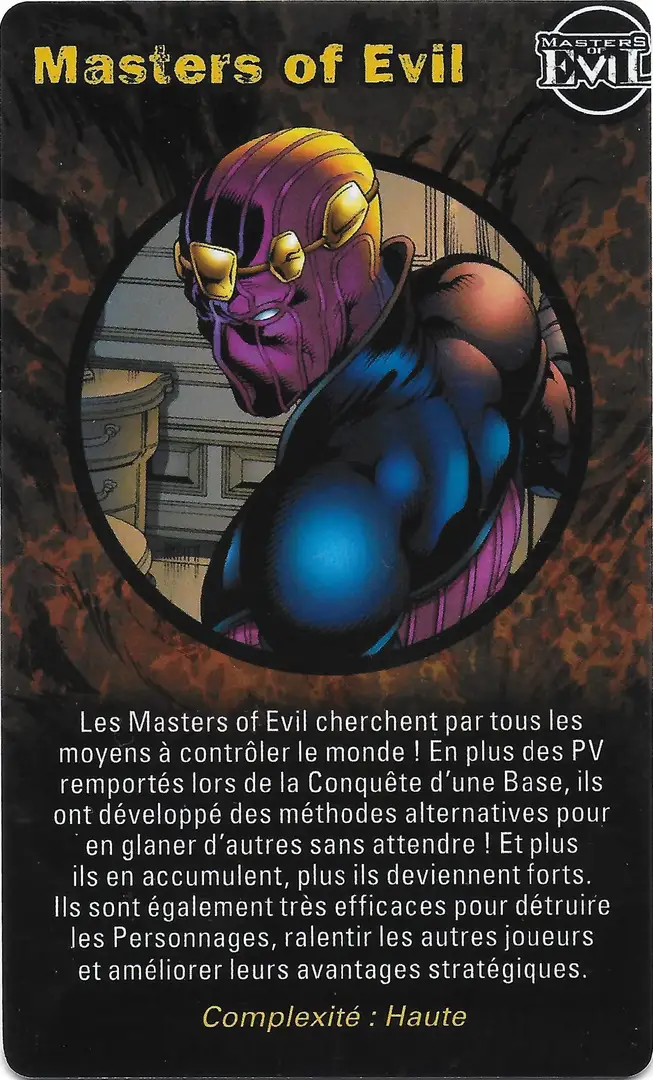 Masters of Evil
MASTERS
OF
EVIL
Les Masters of Evil cherchent par tous les
moyens à contrôler le monde ! En plus des PV
remportés lors de la Conquête d'une Base, ils
ont développé des méthodes alternatives pour
en glaner d'autres sans attendre ! Et plus
ils en accumulent, plus ils deviennent forts.
Ils sont également très efficaces pour détruire
les Personnages, ralentir les autres joueurs
et améliorer leurs avantages stratégiques.
Complexité : Haute